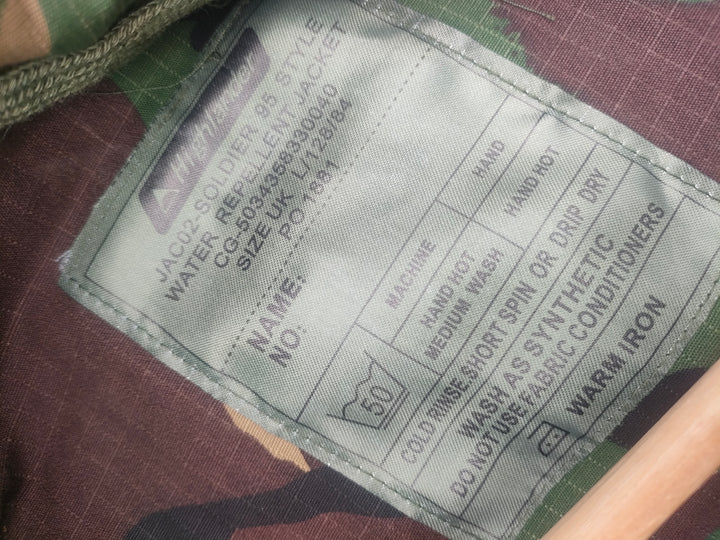 JAC02-SOLDIER 95 STYLE
WATER REPELLENT JACKET
CG-5034358330040
SIZE UK L/128/84
PO 1881
NAME:
NO:
MACHINE
HAND
HAND HOT
MEDIUM WASH
HAND HOT
50
COLD RINSE.SHORT SPIN OR DRIP DRY
WASH AS SYNTHETIC
DO NOT USE FABRIC CONDITIONERS
WARM IRON